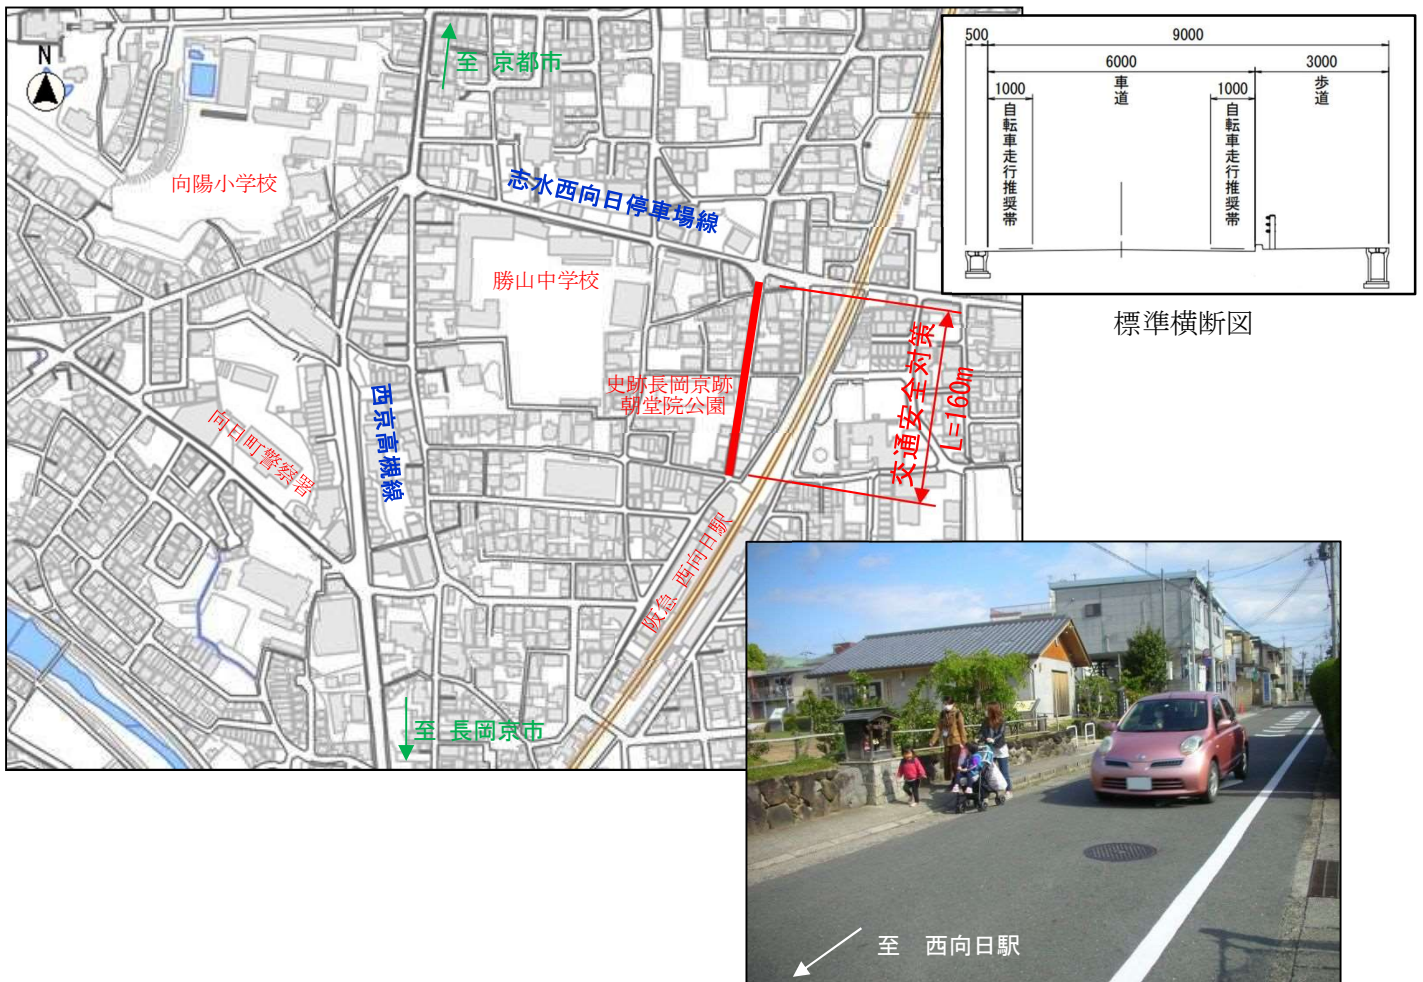 N
至 京都市
向陽小学校
志水西向日停車場線
勝山中学校
史跡長岡京跡
朝堂院公園
西京高槻線
向日町警察署
阪急 西向日駅
至 長岡京市
交通安全対策
L=160m
500
9000
6000
3000
1000
車道
1000
歩道
自転車走行推奨帯
自転車走行推奨帯
標準横断図
至 西向日駅